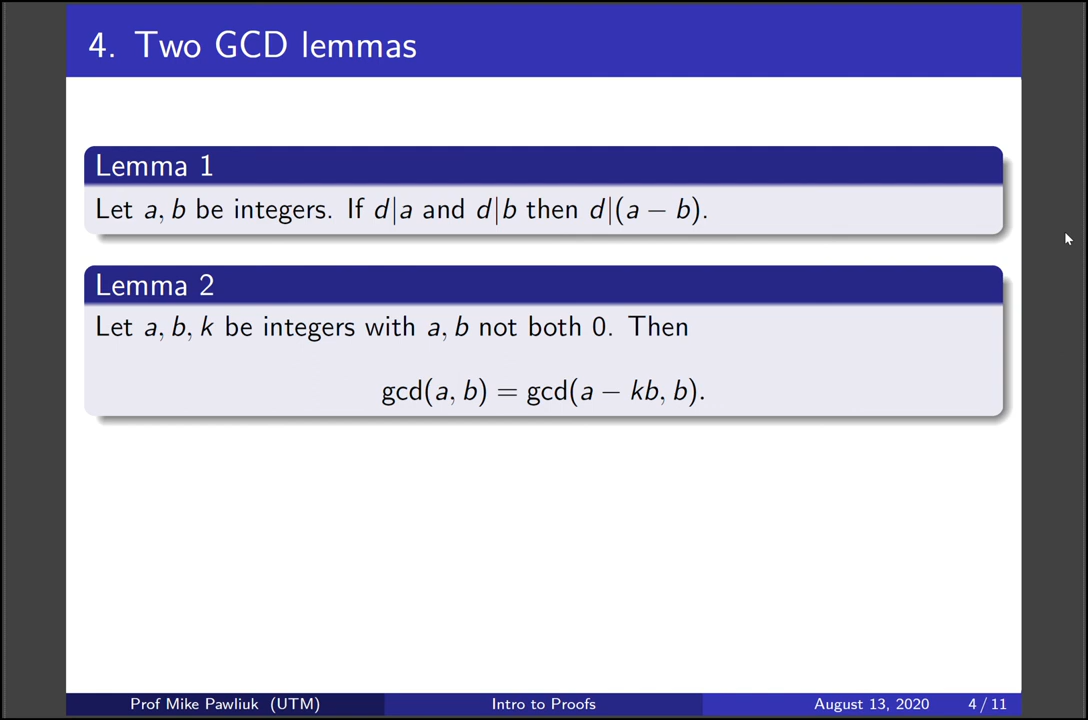 4. Two GCD lemmas
Lemma 1
Let a, b be integers. If d|a and d|b then d|(a − b).
Lemma 2
Let a, b, k be integers with a, b not both 0. Then
gcd(a, b) = gcd(a − kb, b).
Prof Mike Pawliuk (UTM) Intro to Proofs August 13, 2020 4 / 11